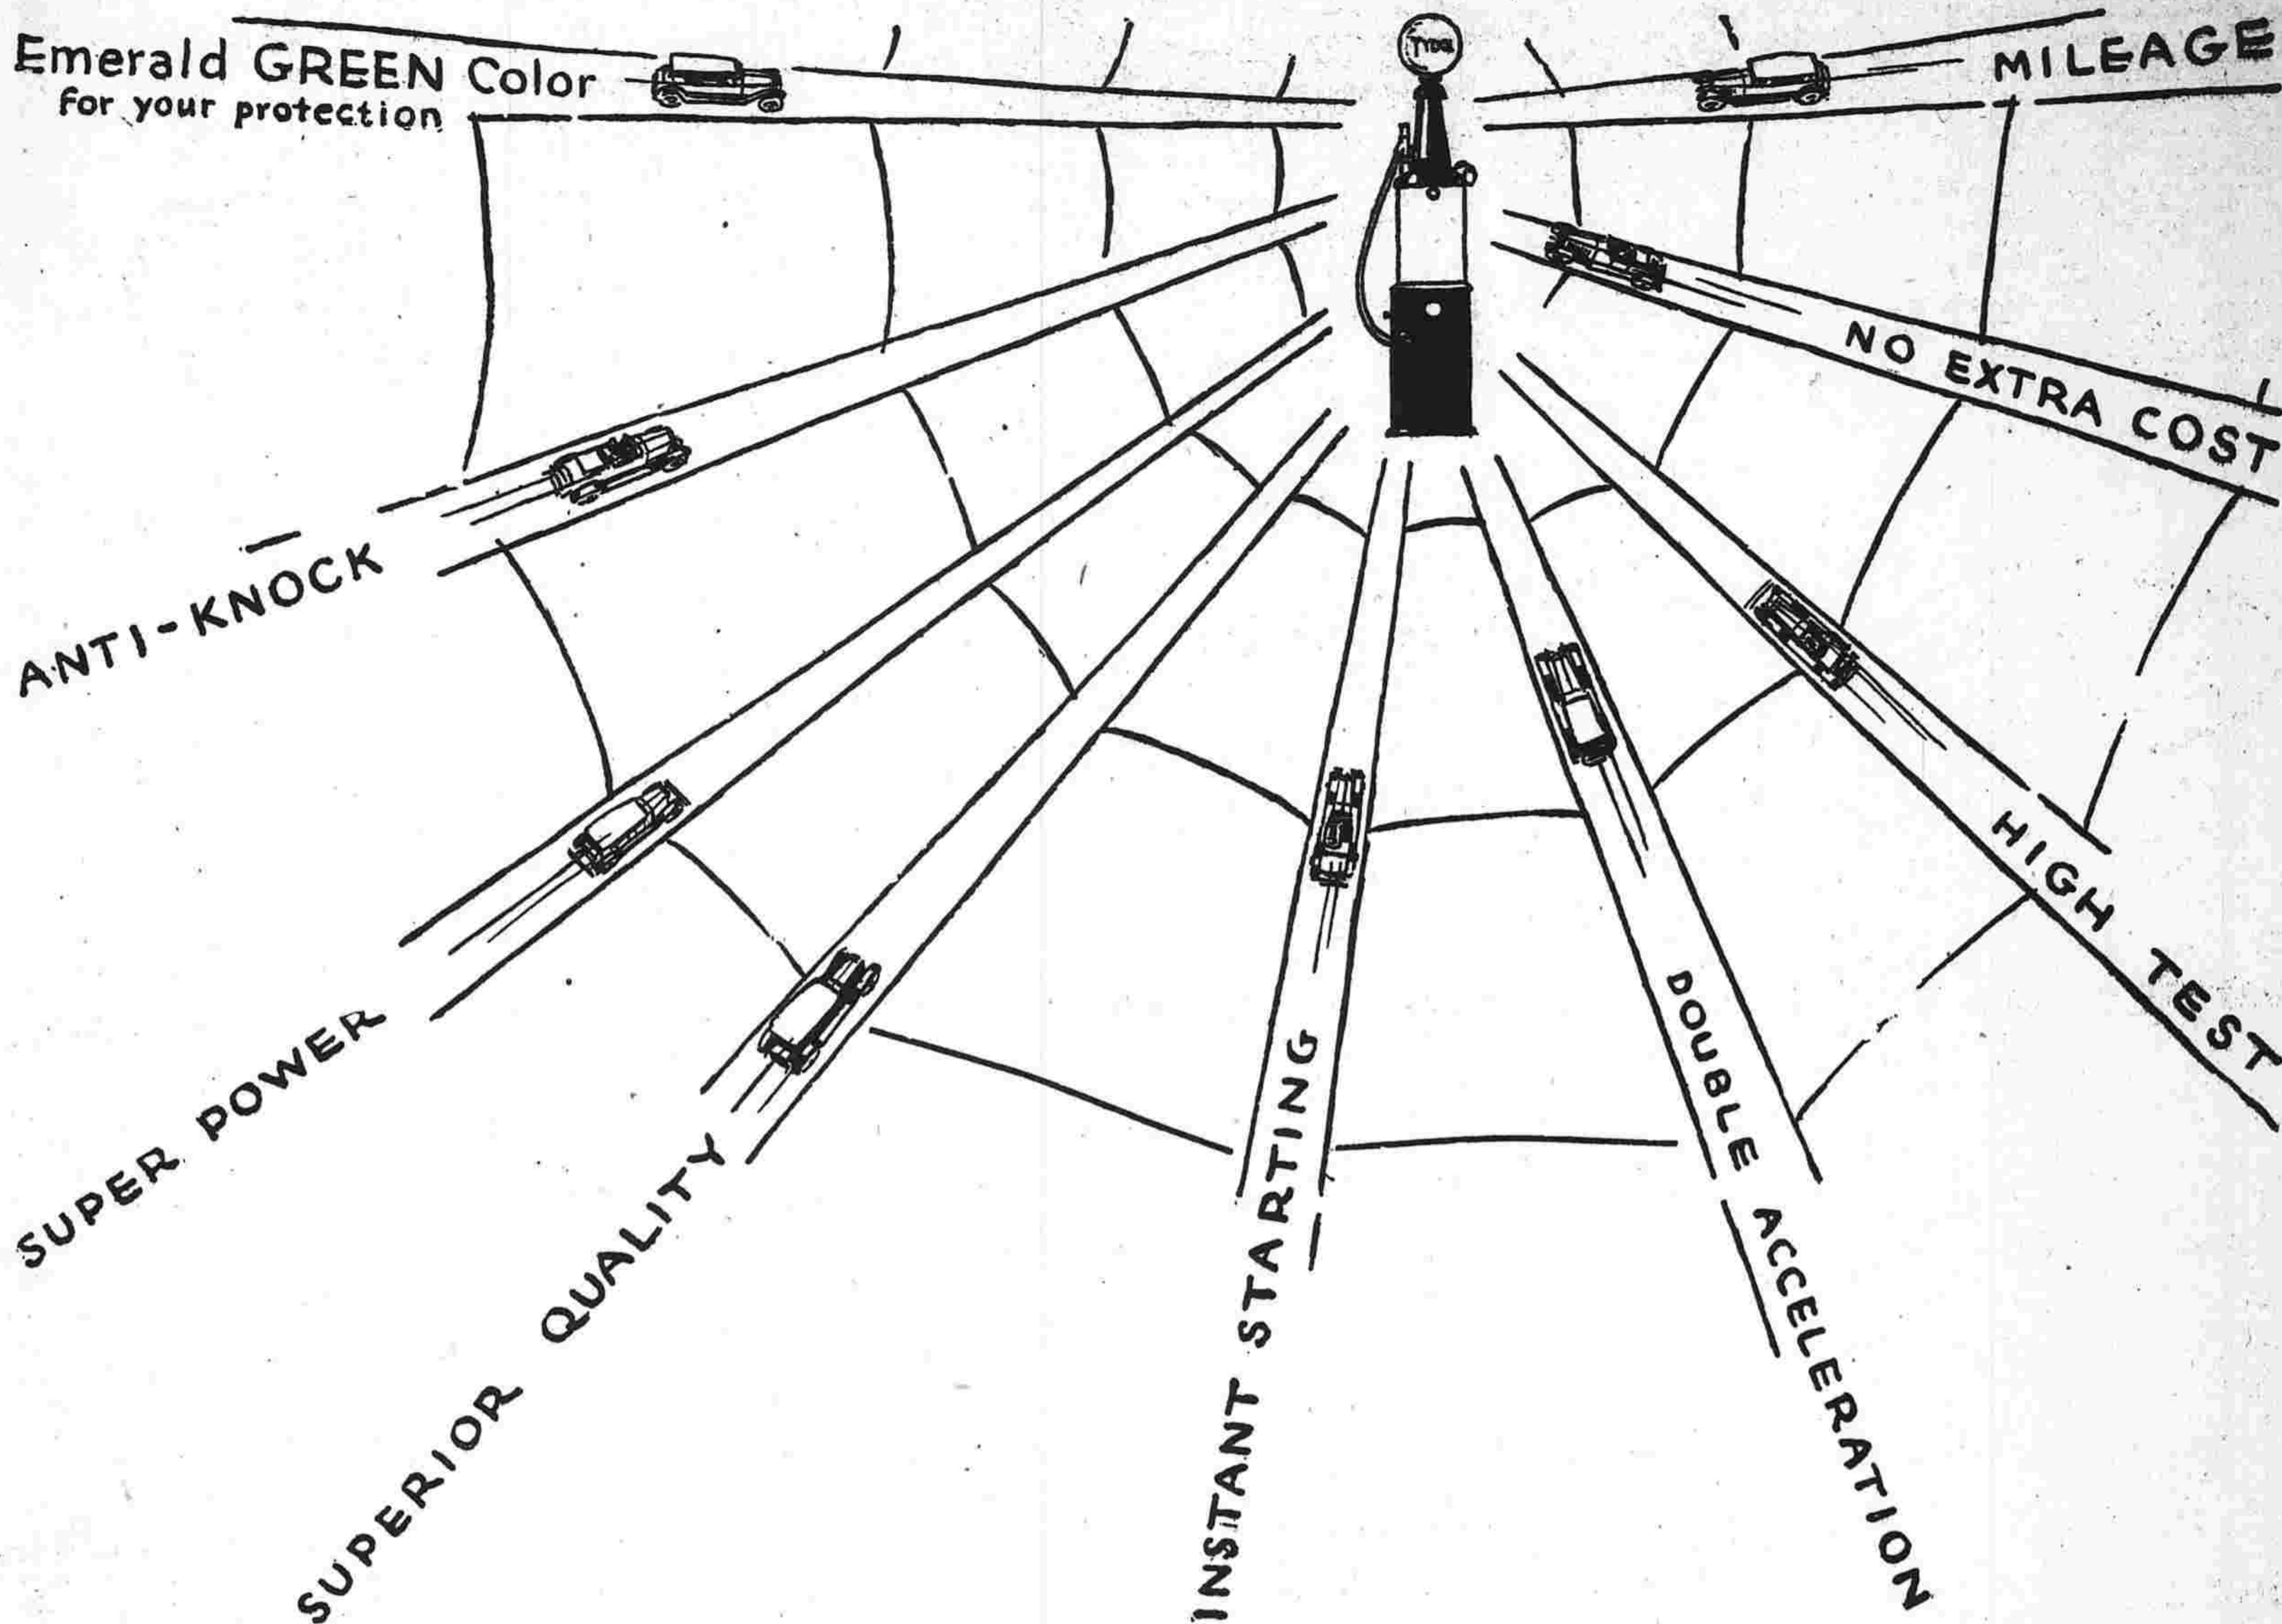 Emerald GREEN Color
for your protection
TYDOL
MILEAGE
NO EXTRA COST
ANTI-KNOCK
HIGH TEST
SUPER POWER
SUPERIOR QUALITY
INSTANT STARTING
DOUBLE ACCELERATION